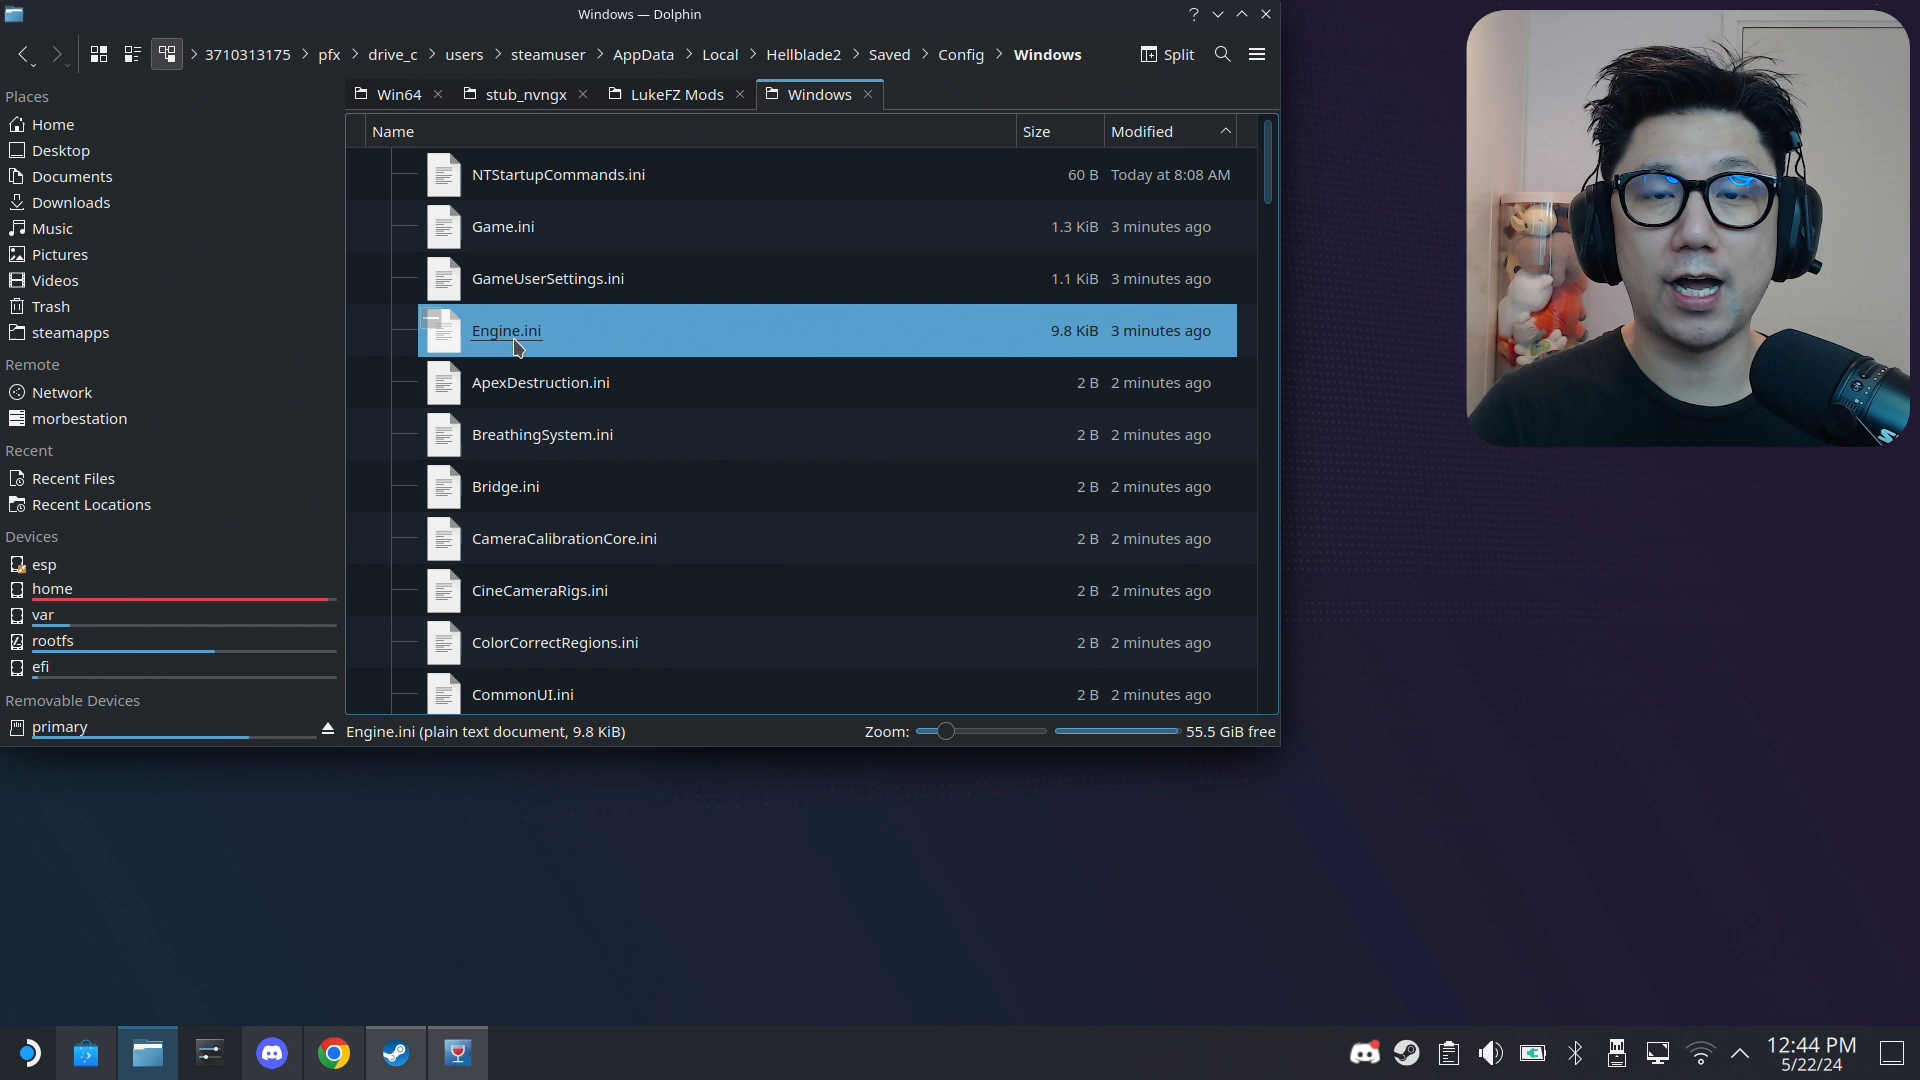 Windows — Dolphin
3710313175 > pfx > drive_c > users > steamuser > AppData > Local > Hellblade2 > Saved > Config > Windows
Split
Places
Home
Desktop
Documents
Downloads
Music
Pictures
Videos
Trash
steamapps
Remote
Network
morbestation
Recent
Recent Files
Recent Locations
Devices
esp
home
var
rootfs
efi
Removable Devices
primary
Win64 stub_nvngx LukeFZ Mods Windows
Name Size Modified
NTStartupCommands.ini 60 B Today at 8:08 AM
Game.ini 1.3 KiB 3 minutes ago
GameUserSettings.ini 1.1 KiB 3 minutes ago
Engine.ini 9.8 KiB 3 minutes ago
ApexDestruction.ini 2 B 2 minutes ago
BreathingSystem.ini 2 B 2 minutes ago
Bridge.ini 2 B 2 minutes ago
CameraCalibrationCore.ini 2 B 2 minutes ago
CineCameraRigs.ini 2 B 2 minutes ago
ColorCorrectRegions.ini 2 B 2 minutes ago
CommonUI.ini 2 B 2 minutes ago
Engine.ini (plain text document, 9.8 KiB) Zoom: 55.5 GiB free
12:44 PM
5/22/24